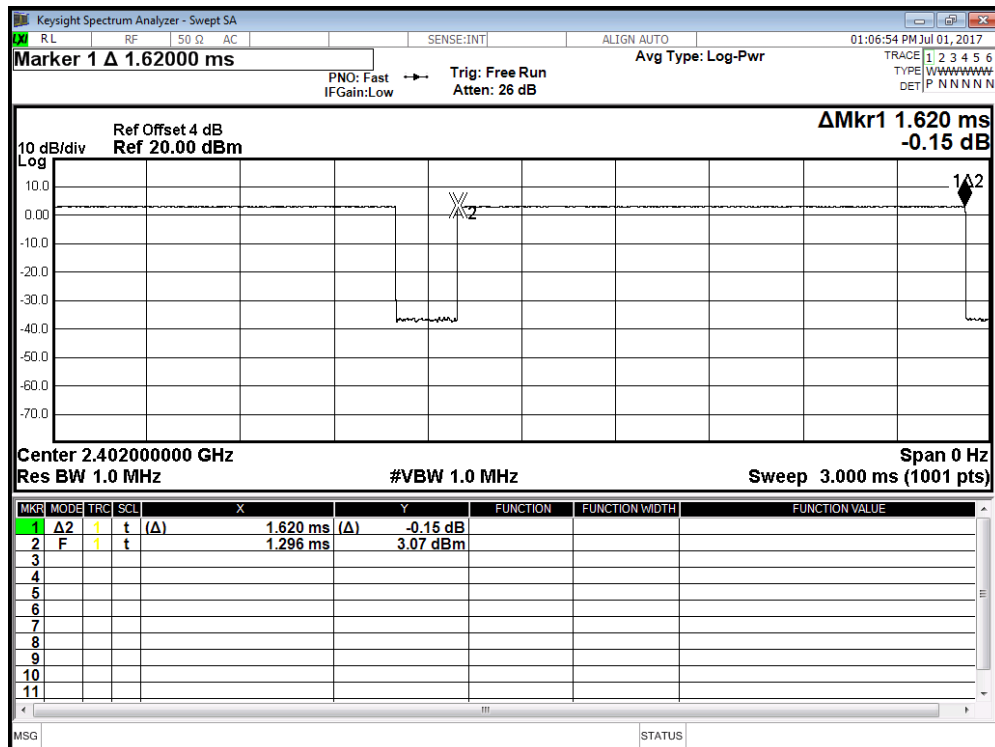 Keysight Spectrum Analyzer - Swept SA
LXI RL RF 50 Ω AC SENSE:INT ALIGN AUTO 01:06:54 PM Jul 01, 2017
Marker 1 Δ 1.62000 ms
PNO: Fast
IFGain:Low
Trig: Free Run
Atten: 26 dB
Avg Type: Log-Pwr
TRACE 1 2 3 4 5 6
TYPE WWWWWW
DET P N N N N N
ΔMkr1 1.620 ms
-0.15 dB
Ref Offset 4 dB
10 dB/div Ref 20.00 dBm
Log
10.0
0.00
-10.0
-20.0
-30.0
-40.0
-50.0
-60.0
-70.0
1Δ2
2
Center 2.402000000 GHz Span 0 Hz
Res BW 1.0 MHz #VBW 1.0 MHz Sweep 3.000 ms (1001 pts)
MKR MODE TRC SCL X Y FUNCTION FUNCTION WIDTH FUNCTION VALUE
1 Δ2 1 t (Δ) 1.620 ms (Δ) -0.15 dB
2 F 1 t 1.296 ms 3.07 dBm
3
4
5
6
7
8
9
10
11
MSG STATUS